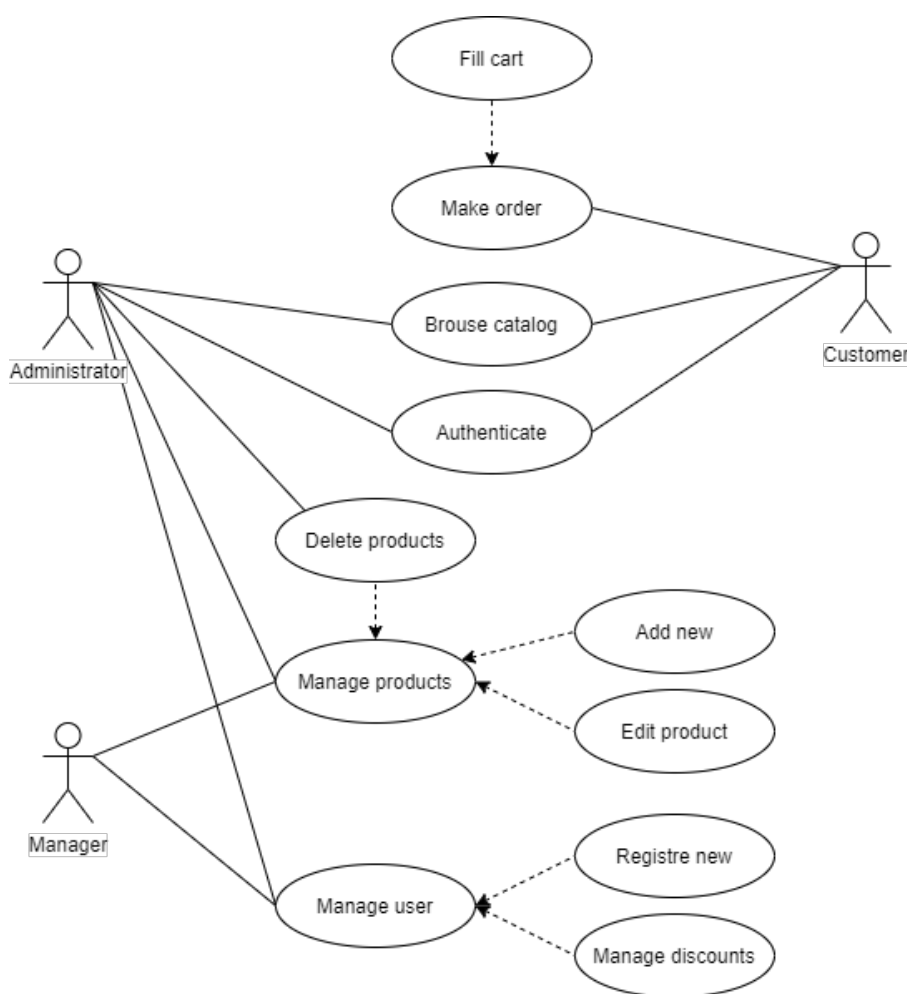 Fill cart
Make order
Administrator
Brouse catalog
Customer
Authenticate
Delete products
Add new
Manage products
Edit product
Manager
Registre new
Manage user
Manage discounts